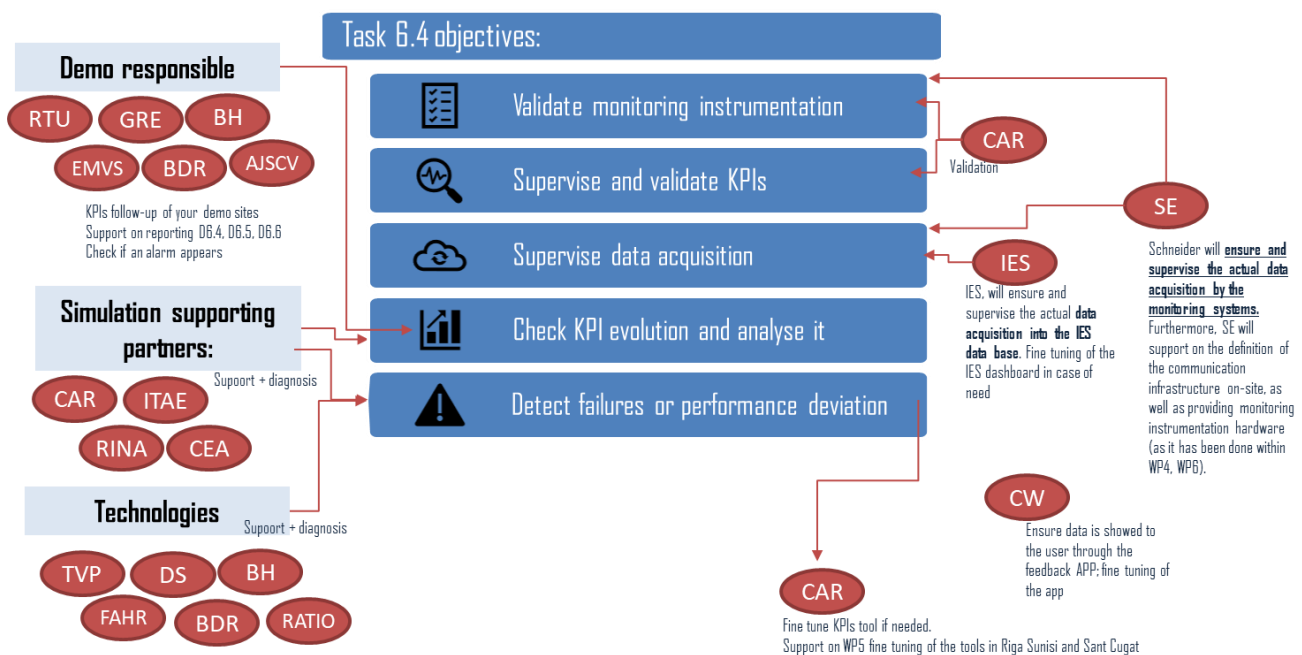 Task 6.4 objectives:
Demo responsible
RTU
GRE
BH
EMVS
BDR
AJSCV
KPIs follow-up of your demo sites
Support on reporting D6.4, D6.5, D6.6
Check if an alarm appears
Simulation supporting
partners:
Supoort + diagnosis
CAR
ITAE
RINA
CEA
Technologies
Supoort + diagnosis
TVP
DS
BH
FAHR
BDR
RATIO
Validate monitoring instrumentation
Supervise and validate KPIs
Supervise data acquisition
Check KPI evolution and analyse it
Detect failures or performance deviation
CAR
Validation
SE
Schneider will ensure and
supervise the actual data
acquisition by the
monitoring systems.
Furthermore, SE will
support on the definition of
the communication
infrastructure on-site, as
well as providing monitoring
instrumentation hardware
(as it has been done within
WP4, WP6).
IES
IES, will ensure and
supervise the actual data
acquisition into the IES
data base. Fine tuning of the
IES dashboard in case of
need
CW
Ensure data is showed to
the user through the
feedback APP; fine tuning of
the app
CAR
Fine tune KPIs tool if needed.
Support on WP5 fine tuning of the tools in Riga Sunisi and Sant Cugat